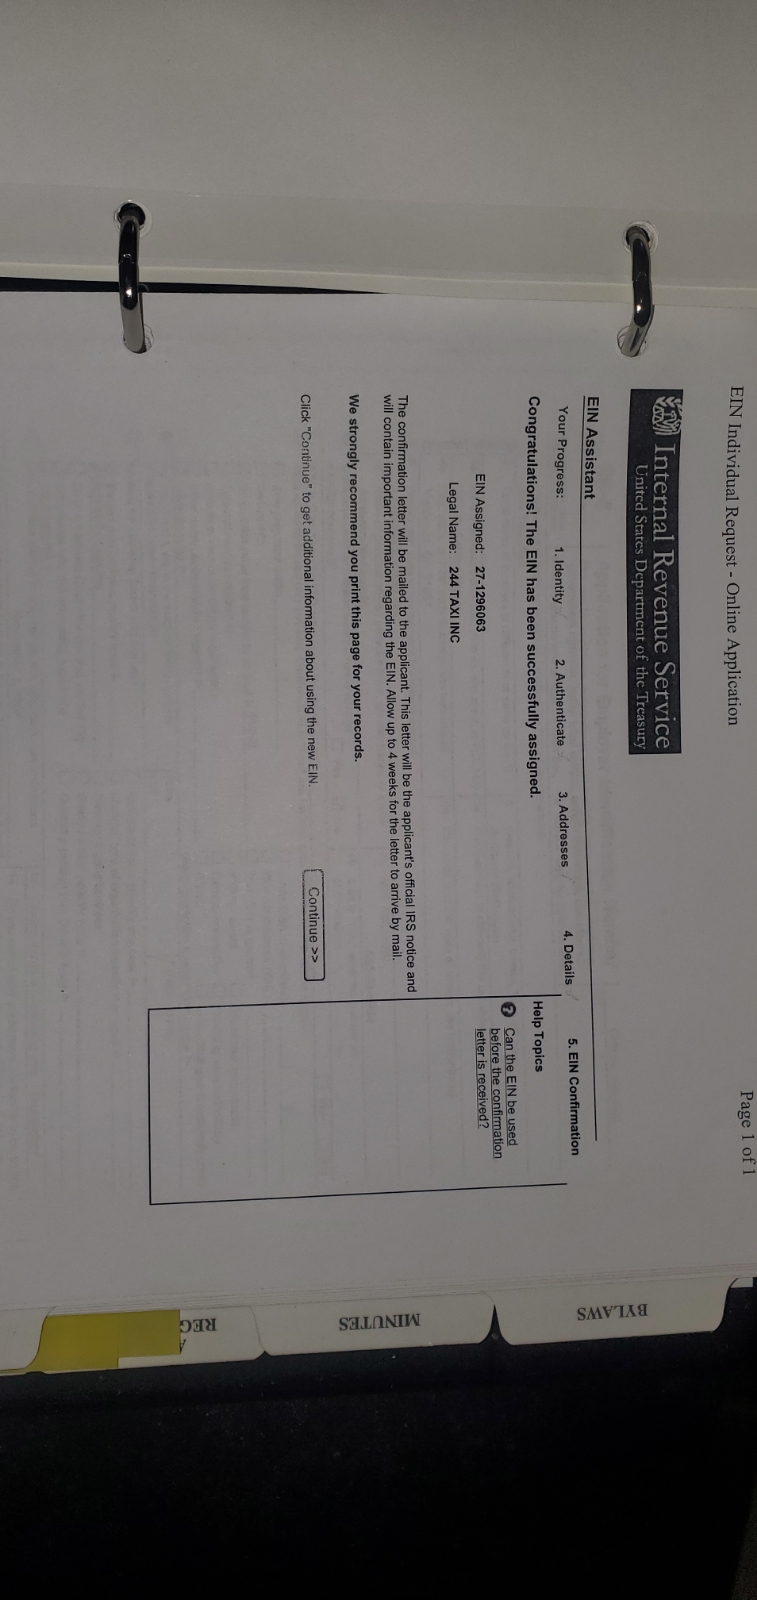 EIN Individual Request - Online Application
Page 1 of 1
Internal Revenue Service
United States Department of the Treasury
EIN Assistant
Your Progress: 1. Identity 2. Authenticate 3. Addresses 4. Details 5. EIN Confirmation
Congratulations! The EIN has been successfully assigned.
EIN Assigned: 27-1296063
Legal Name: 244 TAXI INC
The confirmation letter will be mailed to the applicant. This letter will be the applicant's official IRS notice and
will contain important information regarding the EIN. Allow up to 4 weeks for the letter to arrive by mail.
We strongly recommend you print this page for your records.
Click "Continue" to get additional information about using the new EIN.
Continue >>
Help Topics
Can the EIN be used
before the confirmation
letter is received?
BYLAWS
MINUTES
REG